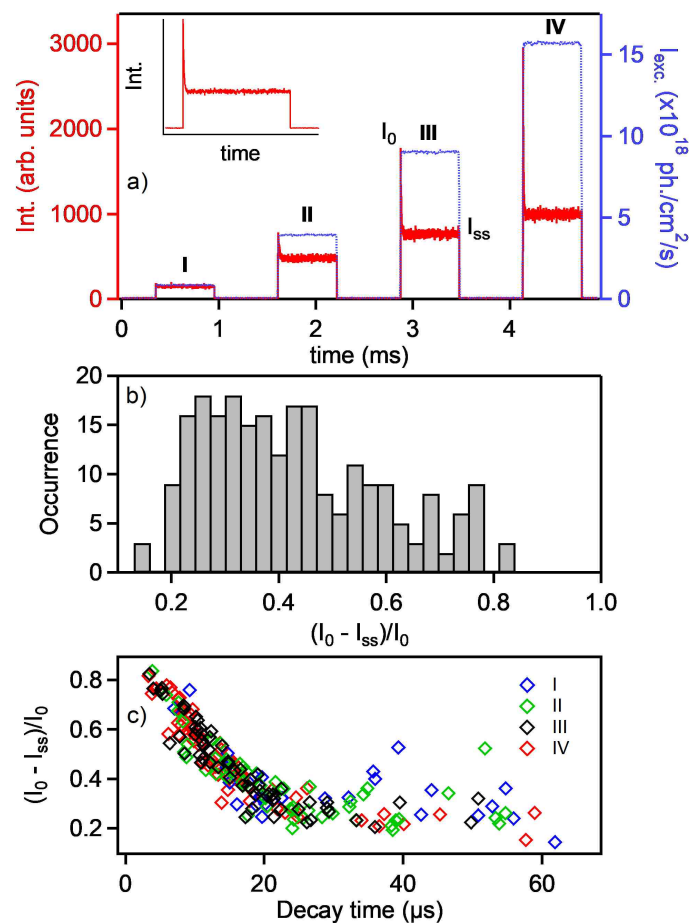 3000
2000
1000
0
Int. (arb. units)
Int.
time
a)
I
II
I0
III
Iss
IV
15
10
5
0
Iexc. (x10^18 ph./cm^2/s)
0
1
2
3
4
time (ms)
20
15
10
5
0
Occurrence
b)
0.2
0.4
0.6
0.8
1.0
(I0 - Iss)/I0
0.8
0.6
0.4
0.2
(I0 - Iss)/I0
c)
I
II
III
IV
0
20
40
60
Decay time (µs)